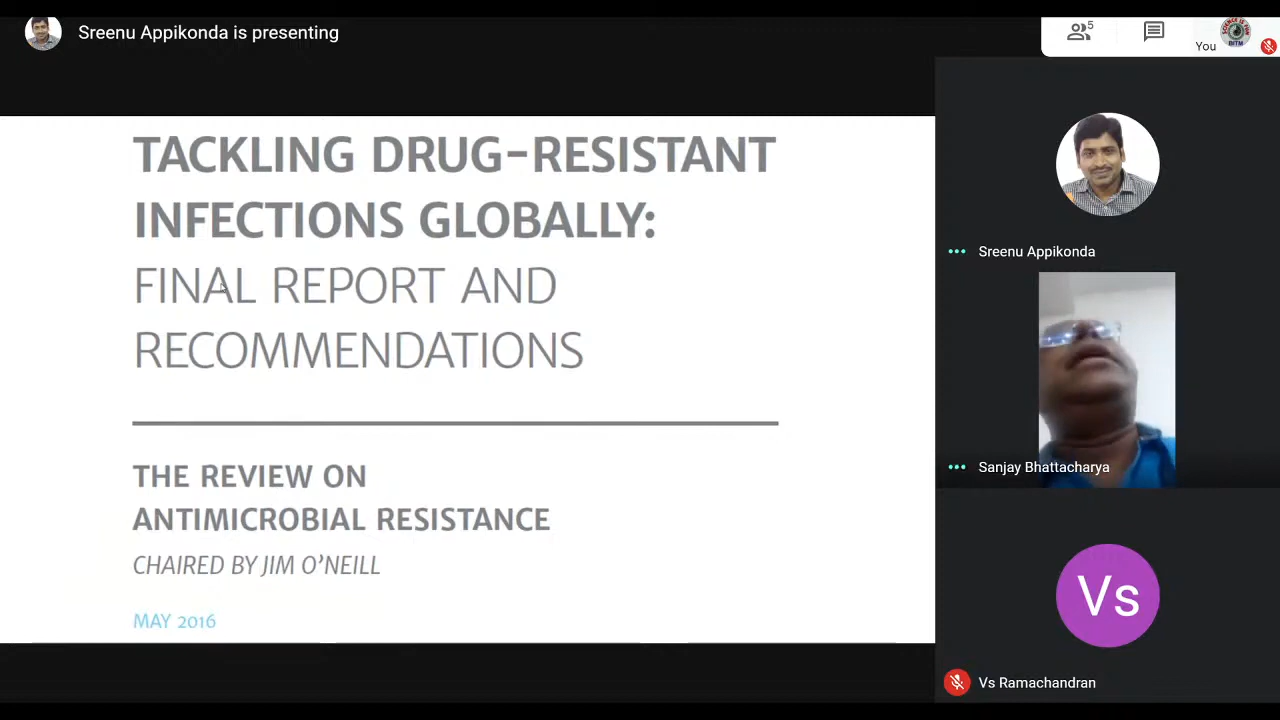 Sreenu Appikonda is presenting
5
You
TACKLING DRUG-RESISTANT
INFECTIONS GLOBALLY:
FINAL REPORT AND
RECOMMENDATIONS
THE REVIEW ON
ANTIMICROBIAL RESISTANCE
CHAIRED BY JIM O'NEILL
MAY 2016
Sreenu Appikonda
Sanjay Bhattacharya
Vs
Vs Ramachandran